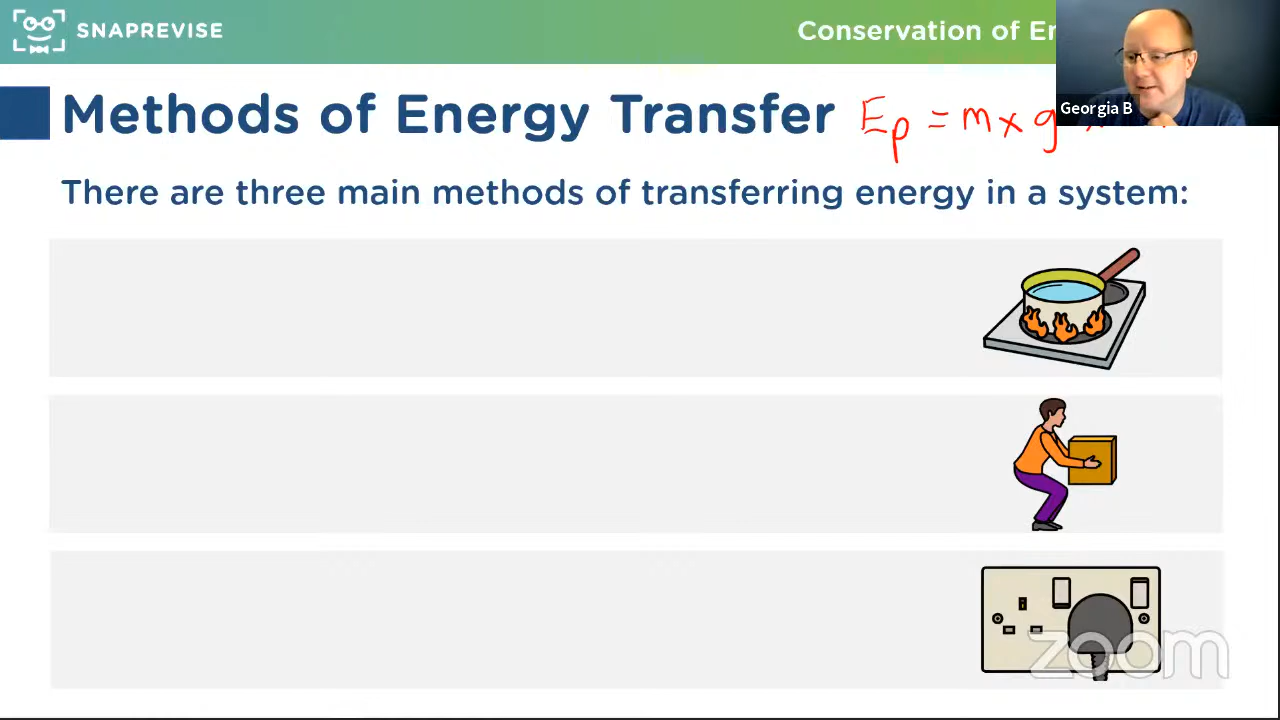 SNAPREVISE
Conservation of
Georgia B
Methods of Energy Transfer
Ep = m x g
There are three main methods of transferring energy in a system:
zoom